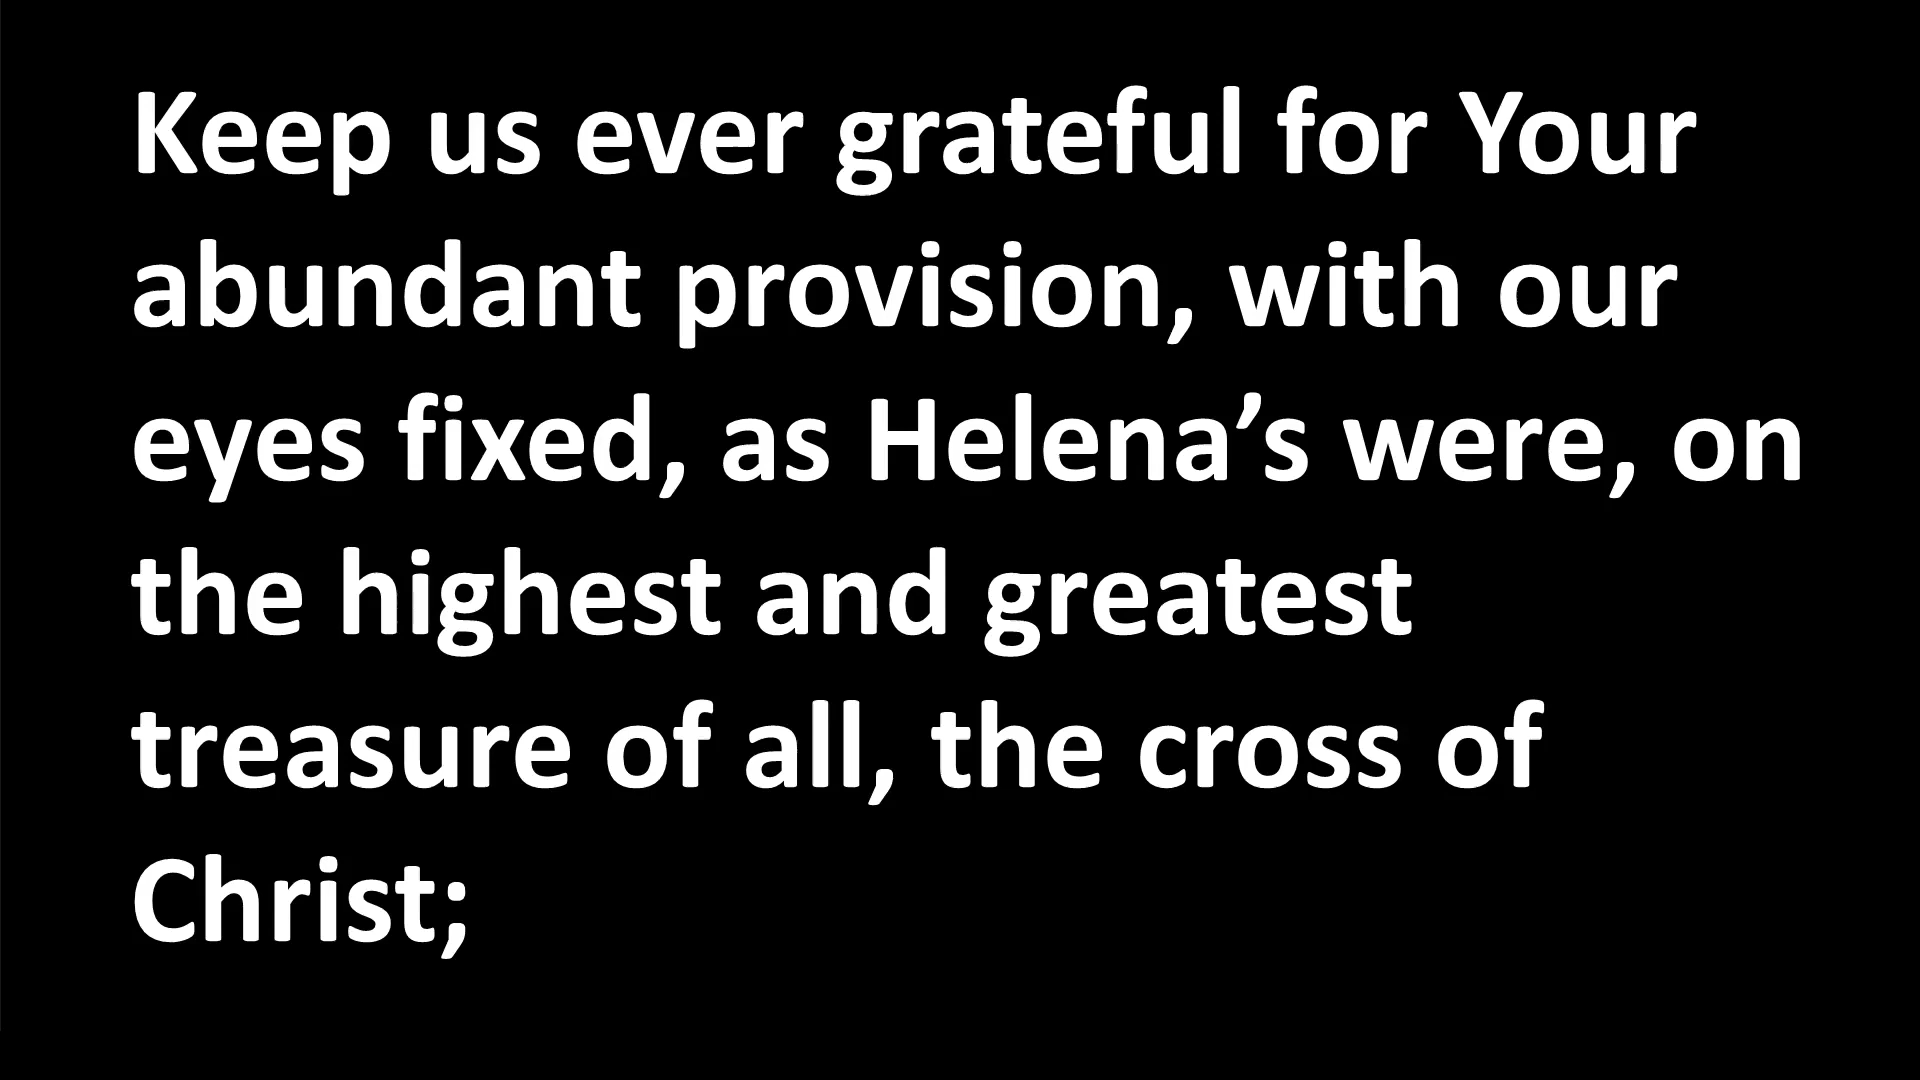 Keep us ever grateful for Your
abundant provision, with our
eyes fixed, as Helena’s were, on
the highest and greatest
treasure of all, the cross of
Christ;